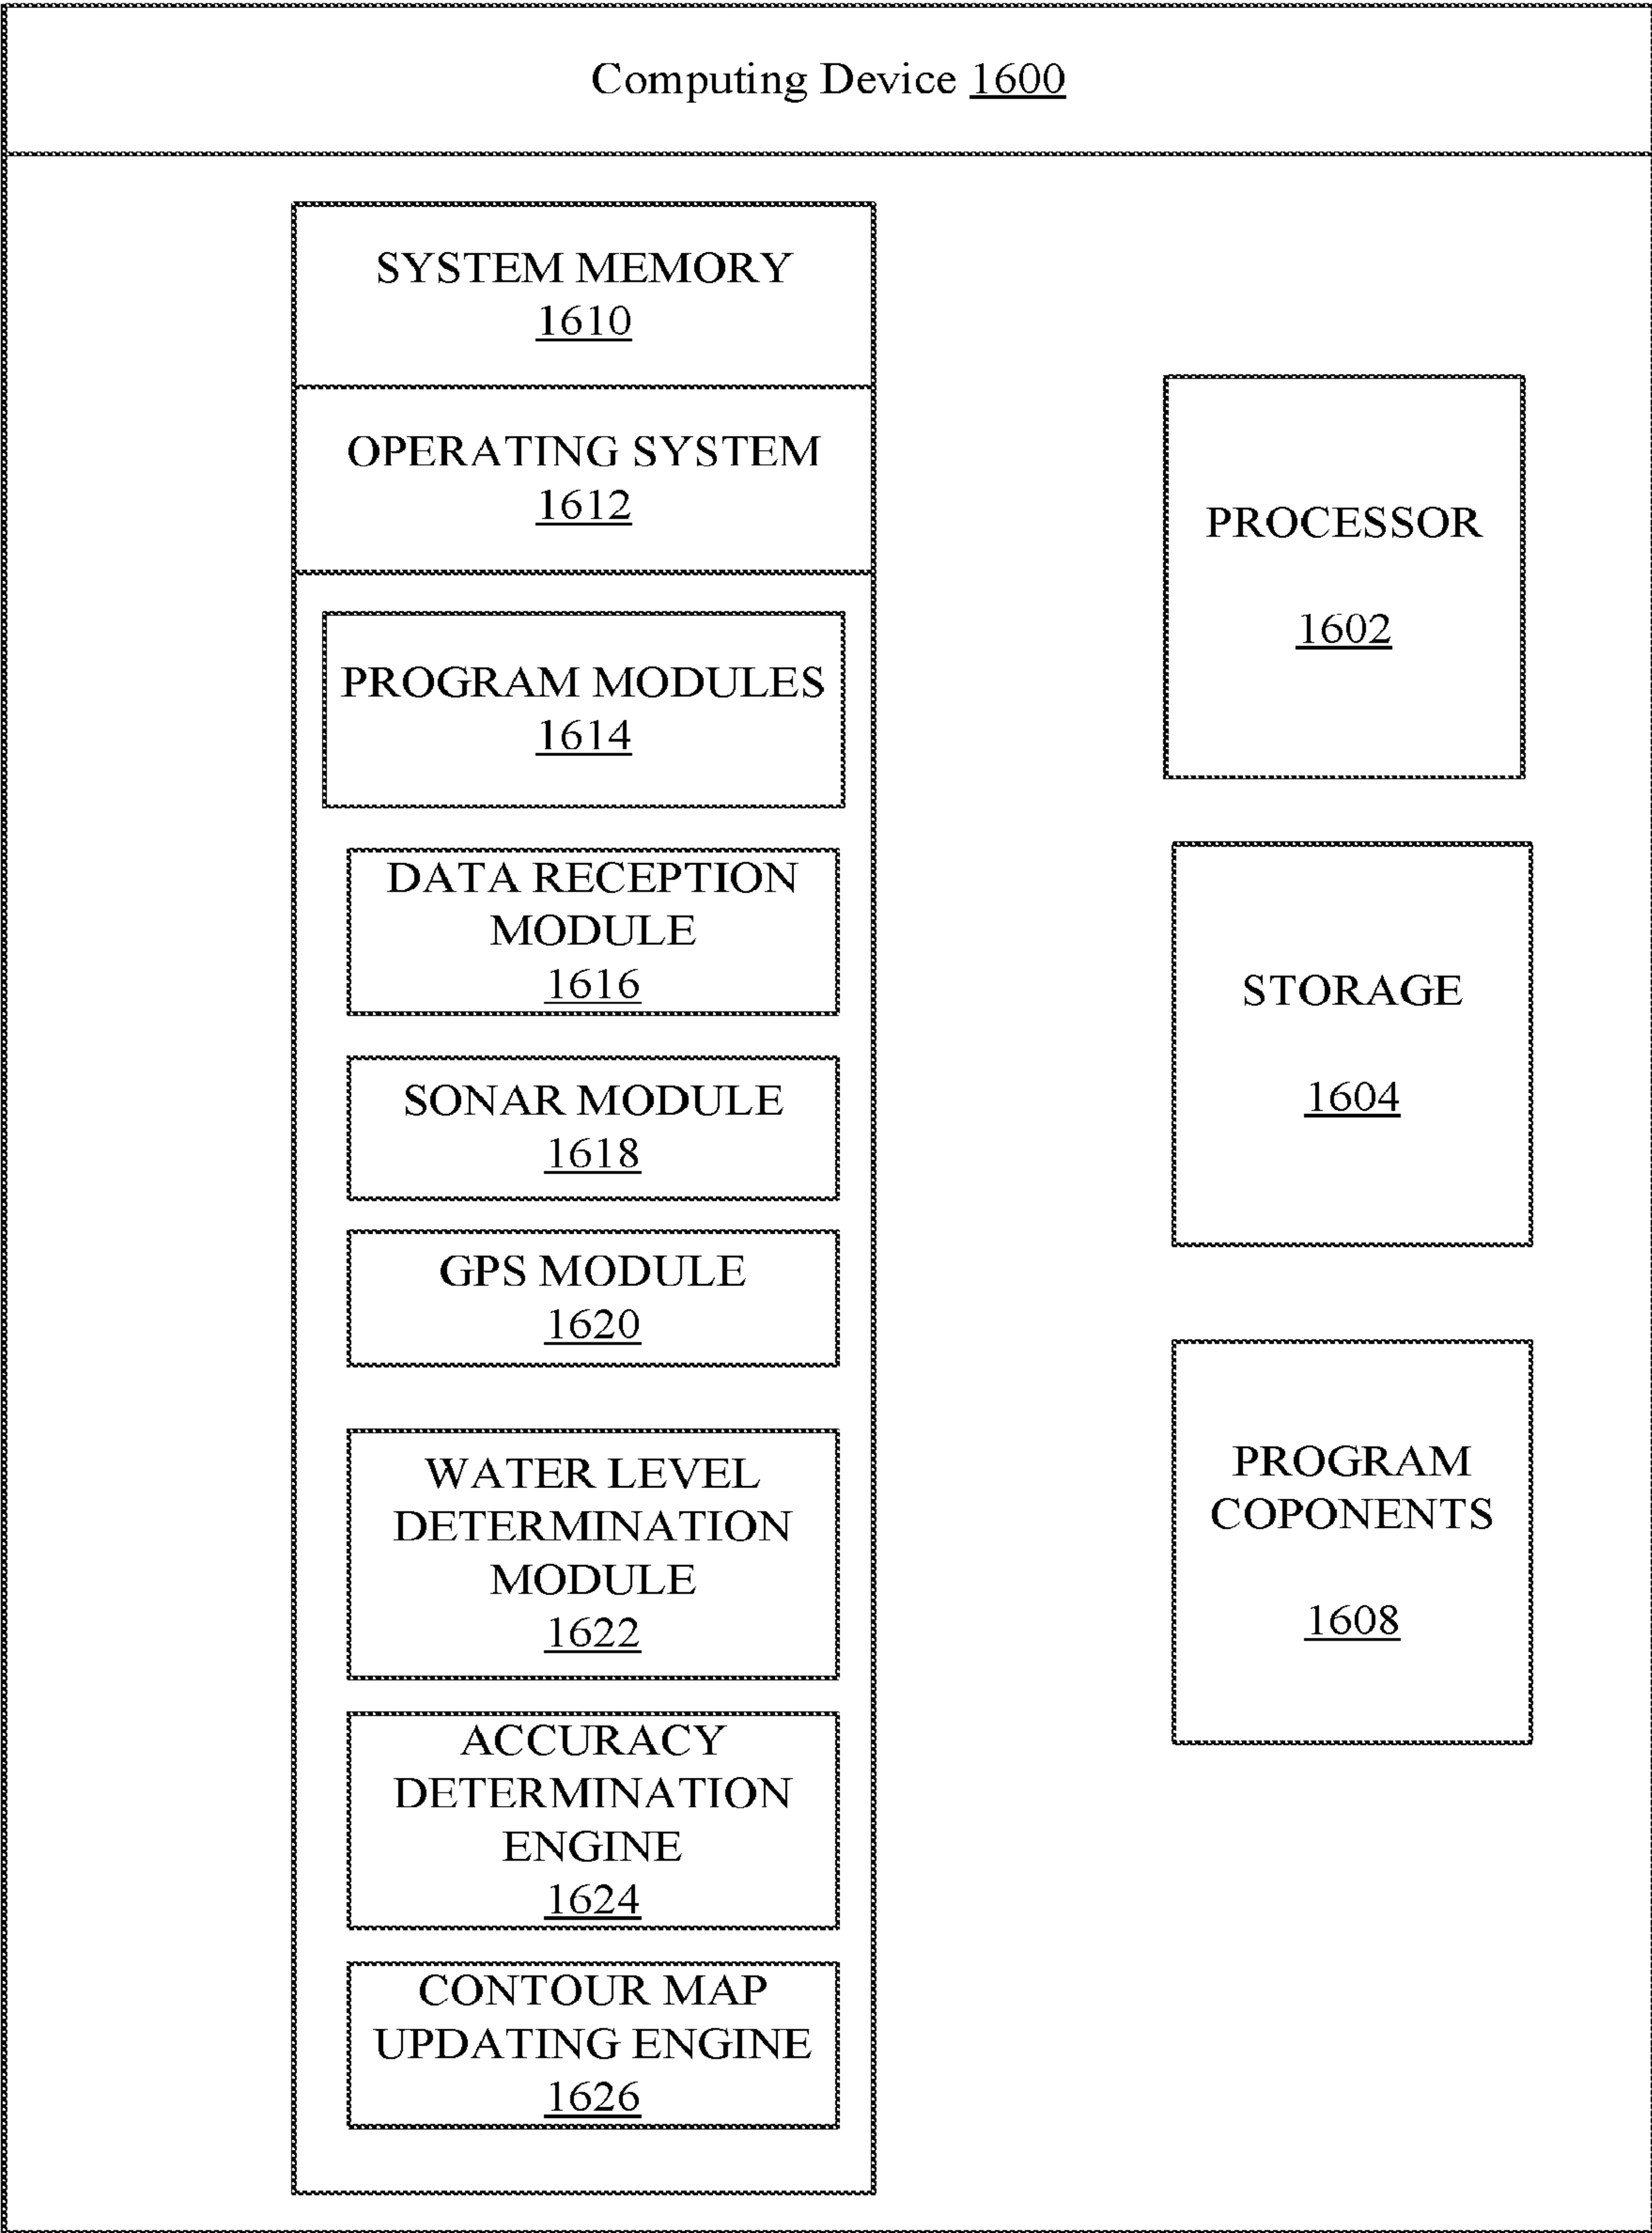 Computing Device 1600
SYSTEM MEMORY
1610
OPERATING SYSTEM
1612
PROGRAM MODULES
1614
DATA RECEPTION
MODULE
1616
SONAR MODULE
1618
GPS MODULE
1620
WATER LEVEL
DETERMINATION
MODULE
1622
ACCURACY
DETERMINATION
ENGINE
1624
CONTOUR MAP
UPDATING ENGINE
1626
PROCESSOR
1602
STORAGE
1604
PROGRAM
COPONENTS
1608